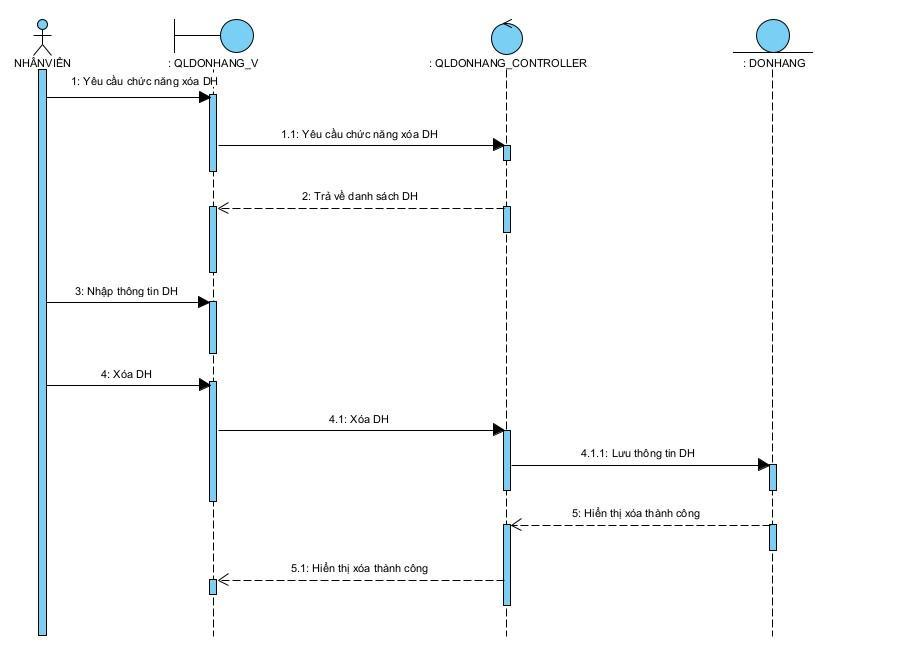 NHÂNVIÊN
: QLDONHANG_V
: QLDONHANG_CONTROLLER
: DONHANG
1: Yêu cầu chức năng xóa DH
1.1: Yêu cầu chức năng xóa DH
2: Trả về danh sách DH
3: Nhập thông tin DH
4: Xóa DH
4.1: Xóa DH
4.1.1: Lưu thông tin DH
5: Hiển thị xóa thành công
5.1: Hiển thị xóa thành công